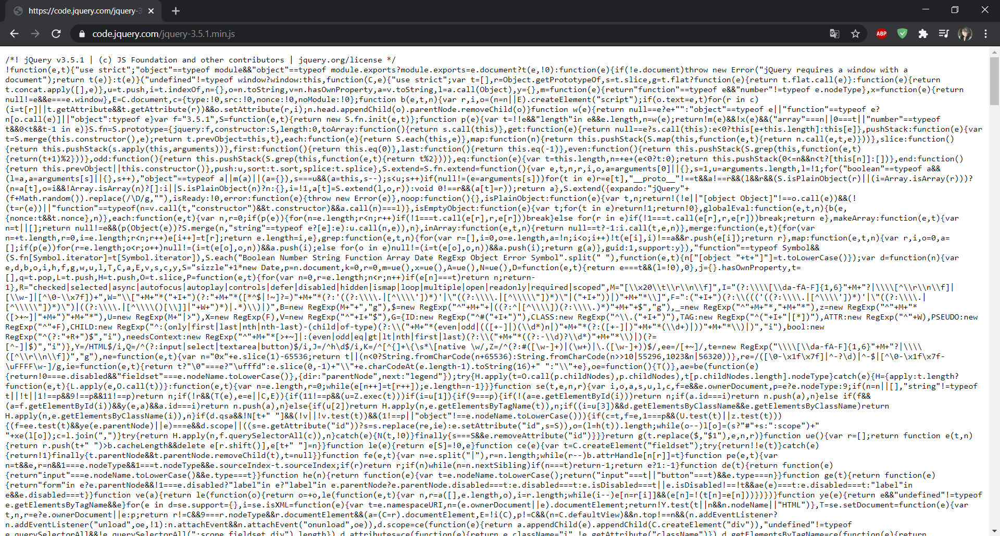 https://code.jquery.com/jquery-3
code.jquery.com/jquery-3.5.1.min.js
ABP
/*! jQuery v3.5.1 | (c) JS Foundation and other contributors | jquery.org/license */
!function(e,t){"use strict";"object"==typeof module&&"object"==typeof module.exports?module.exports=e.document?t(e,!0):function(e){if(!e.document)throw new Error("jQuery requires a window with a
document");return t(e)}:t(e)}("undefined"!=typeof window?window:this,function(C,e){"use strict";var t=[],r=Object.getPrototypeOf,s=t.slice,g=t.flat?function(e){return t.flat.call(e)}:function(e){return
t.concat.apply([],e)},u=t.push,i=t.indexOf,n={},o=n.toString,v=n.hasOwnProperty,a=v.toString,l=a.call(Object),y={},m=function(e){return"function"==typeof e&&"number"!=typeof e.nodeType},x=function(e){return
null!=e&&e===e.window},E=C.document,c={type:!0,src:!0,nonce:!0,noModule:!0};function b(e,t,n){var r,i,o=(n=n||E).createElement("script");if(o.text=e,t)for(r in c)
(i=t[r]||t.getAttribute&&t.getAttribute(r))&&o.setAttribute(r,i);n.head.appendChild(o).parentNode.removeChild(o)}function w(e){return null==e?e+"":"object"==typeof e||"function"==typeof e?
n[o.call(e)]||"object":typeof e}var f="3.5.1",S=function(e,t){return new S.fn.init(e,t)};function p(e){var t=!!e&&"length"in e&&e.length,n=w(e);return!m(e)&&!x(e)&&("array"===n||0===t||"number"==typeof
t&&0<t&&t-1 in e)}S.fn=S.prototype={jquery:f,constructor:S,length:0,toArray:function(){return s.call(this)},get:function(e){return null==e?s.call(this):e<0?this[e+this.length]:this[e]},pushStack:function(e){var
t=S.merge(this.constructor(),e);return t.prevObject=this,t},each:function(e){return S.each(this,e)},map:function(n){return this.pushStack(S.map(this,function(e,t){return n.call(e,t,e)}))},slice:function()
{return this.pushStack(s.apply(this,arguments))},first:function(){return this.eq(0)},last:function(){return this.eq(-1)},even:function(){return this.pushStack(S.grep(this,function(e,t)
{return(t+1)%2}))},odd:function(){return this.pushStack(S.grep(this,function(e,t){return t%2}))},eq:function(e){var t=this.length,n=+e+(e<0?t:0);return this.pushStack(0<=n&&n<t?[this[n]]:[])},end:function()
{return this.prevObject||this.constructor()},push:u,sort:t.sort,splice:t.splice},S.extend=S.fn.extend=function(){var e,t,n,r,i,o,a=arguments[0]||{},s=1,u=arguments.length,l=!1;for("boolean"==typeof a&&
(l=a,a=arguments[s]||{},s++),"object"==typeof a||m(a)||(a={}),s===u&&(a=this,s--);s<u;s++)if(null!=(e=arguments[s]))for(t in e)r=e[t],"__proto__"!==t&&a!==r&&(l&&r&&(S.isPlainObject(r)||(i=Array.isArray(r)))?
(n=a[t],o=i&&!Array.isArray(n)?[]:i||S.isPlainObject(n)?n:{},i=!1,a[t]=S.extend(l,o,r)):void 0!==r&&(a[t]=r));return a},S.extend({expando:"jQuery"+
(f+Math.random()).replace(/\D/g,""),isReady:!0,error:function(e){throw new Error(e)},noop:function(){},isPlainObject:function(e){var t,n;return!(!e||"[object Object]"!==o.call(e))&&(!
(t=r(e))||"function"==typeof(n=v.call(t,"constructor")&&t.constructor)&&a.call(n)===l)},isEmptyObject:function(e){var t;for(t in e)return!1;return!0},globalEval:function(e,t,n){b(e,
{nonce:t&&t.nonce},n)},each:function(e,t){var n,r=0;if(p(e)){for(n=e.length;r<n;r++)if(!1===t.call(e[r],r,e[r]))break}else for(r in e)if(!1===t.call(e[r],r,e[r]))break;return e},makeArray:function(e,t){var
n=t||[];return null!=e&&(p(Object(e))?S.merge(n,"string"==typeof e?[e]:e):u.call(n,e)),n},inArray:function(e,t,n){return null==t?-1:i.call(t,e,n)},merge:function(e,t){for(var
n=+t.length,r=0,i=e.length;r<n;r++)e[i++]=t[r];return e.length=i,e},grep:function(e,t,n){for(var r=[],i=0,o=e.length,a=!n;i<o;i++)!t(e[i],i)!==a&&r.push(e[i]);return r},map:function(e,t,n){var r,i,o=0,a=
[];if(p(e))for(r=e.length;o<r;o++)null!=(i=t(e[o],o,n))&&a.push(i);else for(o in e)null!=(i=t(e[o],o,n))&&a.push(i);return g(a)},guid:1,support:y}),"function"==typeof Symbol&&
(S.fn[Symbol.iterator]=t[Symbol.iterator]),S.each("Boolean Number String Function Array Date RegExp Object Error Symbol".split(" "),function(e,t){n["[object "+t+"]"]=t.toLowerCase()});var d=function(n){var
e,d,b,o,i,h,f,g,w,u,l,T,C,a,E,v,s,c,y,S="sizzle"+1*new Date,p=n.document,k=0,r=0,m=ue(),x=ue(),A=ue(),N=ue(),D=function(e,t){return e===t&&(l=!0),0},j={}.hasOwnProperty,t=
[],q=t.pop,L=t.push,H=t.push,O=t.slice,P=function(e,t){for(var n=0,r=e.length;n<r;n++)if(e[n]===t)return n;return-
1},R="checked|selected|async|autofocus|autoplay|controls|defer|disabled|hidden|ismap|loop|multiple|open|readonly|required|scoped",M="[\\x20\\t\\r\\n\\f]",I="(?:\\\\[\\da-fA-F]{1,6}"+M+"?|\\\\[^\\r\\n\\f]|
[\\w-]|[^\0-\\x7f])+",W="\\["+M+"*("+I+")(?:"+M+"*([*^$|!~]?=)"+M+"*(?:'((?:\\\\.|[^\\\\'])*)'|\"((?:\\\\.|[^\\\\\"])*)\"|("+I+"))|)"+M+"*\\]",F=":("+I+")(?:\\((('((?:\\\\.|[^\\\\'])*)'|\"((?:\\\\.|
[^\\\\\"])*)\")|((?:\\\\.|[^\\\\()[\\]]|"+W+")*)|.*)\\)|)",B=new RegExp(M+"+","g"),$=new RegExp("^"+M+"+|((?:^|[^\\\\])(?:\\\\.)*)"+M+"+$","g"),_=new RegExp("^"+M+"*,"+M+"*"),z=new RegExp("^"+M+"*
([>+~]|"+M+")"+M+"*"),U=new RegExp(M+"|>"),X=new RegExp(F),V=new RegExp("^"+I+"$"),G={ID:new RegExp("^#("+I+")"),CLASS:new RegExp("^\\.("+I+")"),TAG:new RegExp("^("+I+"|[*])"),ATTR:new RegExp("^"+W),PSEUDO:new
RegExp("^"+F),CHILD:new RegExp("^:(only|first|last|nth|nth-last)-(child|of-type)(?:\\("+M+"*(even|odd|(([+-]|)(\\d*)n|)"+M+"*(?:([+-]|)"+M+"*(\\d+)|))"+M+"*\\)|)","i"),bool:new
RegExp("^(?:"+R+")$","i"),needsContext:new RegExp("^"+M+"*[>+~]|:(even|odd|eq|gt|lt|nth|first|last)(?:\\("+M+"*((?:-\\d)?\\d*)"+M+"*\\)|)(?=
[^-]|$)","i")},Y=/HTML$/i,Q=/^(?:input|select|textarea|button)$/i,J=/^h\d$/i,K=/^[^{]+\{\s*\[native \w/,Z=/^(?:#([\w-]+)|(\w+)|\.([\w-]+))$/,ee=/[+~]/,te=new RegExp("\\\\[\\da-fA-F]{1,6}"+M+"?|\\\\
([^\\r\\n\\f])","g"),ne=function(e,t){var n="0x"+e.slice(1)-65536;return t||(n<0?String.fromCharCode(n+65536):String.fromCharCode(n>>10|55296,1023&n|56320))},re=/([\0-\x1f\x7f]|^-?\d)|^-$|[^\0-\x1f\x7f-
\uFFFF\w-]/g,ie=function(e,t){return t?"\0"===e?"\ufffd":e.slice(0,-1)+"\\"+e.charCodeAt(e.length-1).toString(16)+" ":"\\"+e},oe=function(){T()},ae=be(function(e)
{return!0===e.disabled&&"fieldset"===e.nodeName.toLowerCase()},{dir:"parentNode",next:"legend"});try{H.apply(t=O.call(p.childNodes),p.childNodes),t[p.childNodes.length].nodeType}catch(e){H={apply:t.length?
function(e,t){L.apply(e,O.call(t))}:function(e,t){var n=e.length,r=0;while(e[n++]=t[r++]);e.length=n-1}}}function se(t,e,n,r){var i,o,a,s,u,l,c,f=e&&e.ownerDocument,p=e?e.nodeType:9;if(n=n||[],"string"!=typeof
t||!t||1!==p&&9!==p&&11!==p)return n;if(!r&&(T(e),e=e||C,E)){if(11!==p&&(u=Z.exec(t)))if(i=u[1]){if(9===p){if(!(a=e.getElementById(i)))return n;if(a.id===i)return n.push(a),n}else if(f&&
(a=f.getElementById(i))&&y(e,a)&&a.id===i)return n.push(a),n}else{if(u[2])return H.apply(n,e.getElementsByTagName(t)),n;if((i=u[3])&&d.getElementsByClassName&&e.getElementsByClassName)return
H.apply(n,e.getElementsByClassName(i)),n}if(d.qsa&&!N[t+" "]&&(!v||!v.test(t))&&(1!==p||"object"!==e.nodeName.toLowerCase())){if(c=t,f=e,1===p&&(U.test(t)||z.test(t)))
{(f=ee.test(t)&&ye(e.parentNode)||e)===e&&d.scope||((s=e.getAttribute("id"))?s=s.replace(re,ie):e.setAttribute("id",s=S)),o=(l=h(t)).length;while(o--)l[o]=(s?"#"+s:":scope")+"
"+xe(l[o]);c=l.join(",")}try{return H.apply(n,f.querySelectorAll(c)),n}catch(e){N(t,!0)}finally{s===S&&e.removeAttribute("id")}}}return g(t.replace($,"$1"),e,n,r)}function ue(){var r=[];return function e(t,n)
{return r.push(t+" ")>b.cacheLength&&delete e[r.shift()],e[t+" "]=n}}function le(e){return e[S]=!0,e}function ce(e){var t=C.createElement("fieldset");try{return!!e(t)}catch(e)
{return!1}finally{t.parentNode&&t.parentNode.removeChild(t),t=null}}function fe(e,t){var n=e.split("|"),r=n.length;while(r--)b.attrHandle[n[r]]=t}function pe(e,t){var
n=t&&e,r=n&&1===e.nodeType&&1===t.nodeType&&e.sourceIndex-t.sourceIndex;if(r)return r;if(n)while(n=n.nextSibling)if(n===t)return-1;return e?1:-1}function de(t){return function(e)
{return"input"===e.nodeName.toLowerCase()&&e.type===t}}function he(n){return function(e){var t=e.nodeName.toLowerCase();return("input"===t||"button"===t)&&e.type===n}}function ge(t){return function(e)
{return"form"in e?e.parentNode&&!1===e.disabled?"label"in e?"label"in e.parentNode?e.parentNode.disabled===t:e.disabled===t:e.isDisabled===t||e.isDisabled!==!t&&ae(e)===t:e.disabled===t:"label"in
e&&e.disabled===t}}function ve(a){return le(function(o){return o=+o,le(function(e,t){var n,r=a([],e.length,o),i=r.length;while(i--)e[n=r[i]]&&(e[n]=!(t[n]=e[n]))})})}function ye(e){return e&&"undefined"!=typeof
e.getElementsByTagName&&e}for(e in d=se.support={},i=se.isXML=function(e){var t=e.namespaceURI,n=(e.ownerDocument||e).documentElement;return!Y.test(t||n&&n.nodeName||"HTML")},T=se.setDocument=function(e){var
t,n,r=e?e.ownerDocument||e:p;return r!=C&&9===r.nodeType&&r.documentElement&&(a=(C=r).documentElement,E=!i(C),p!=C&&(n=C.defaultView)&&n.top!==n&&(n.addEventListener?
n.addEventListener("unload",oe,!1):n.attachEvent&&n.attachEvent("onunload",oe)),d.scope=ce(function(e){return a.appendChild(e).appendChild(C.createElement("div")),"undefined"!=typeof
e.querySelectorAll&&!e.querySelectorAll(":scope fieldset div").length}),d.attributes=ce(function(e){return e.className="i",!e.getAttribute("className")}),d.getElementsByTagName=ce(function(e){return